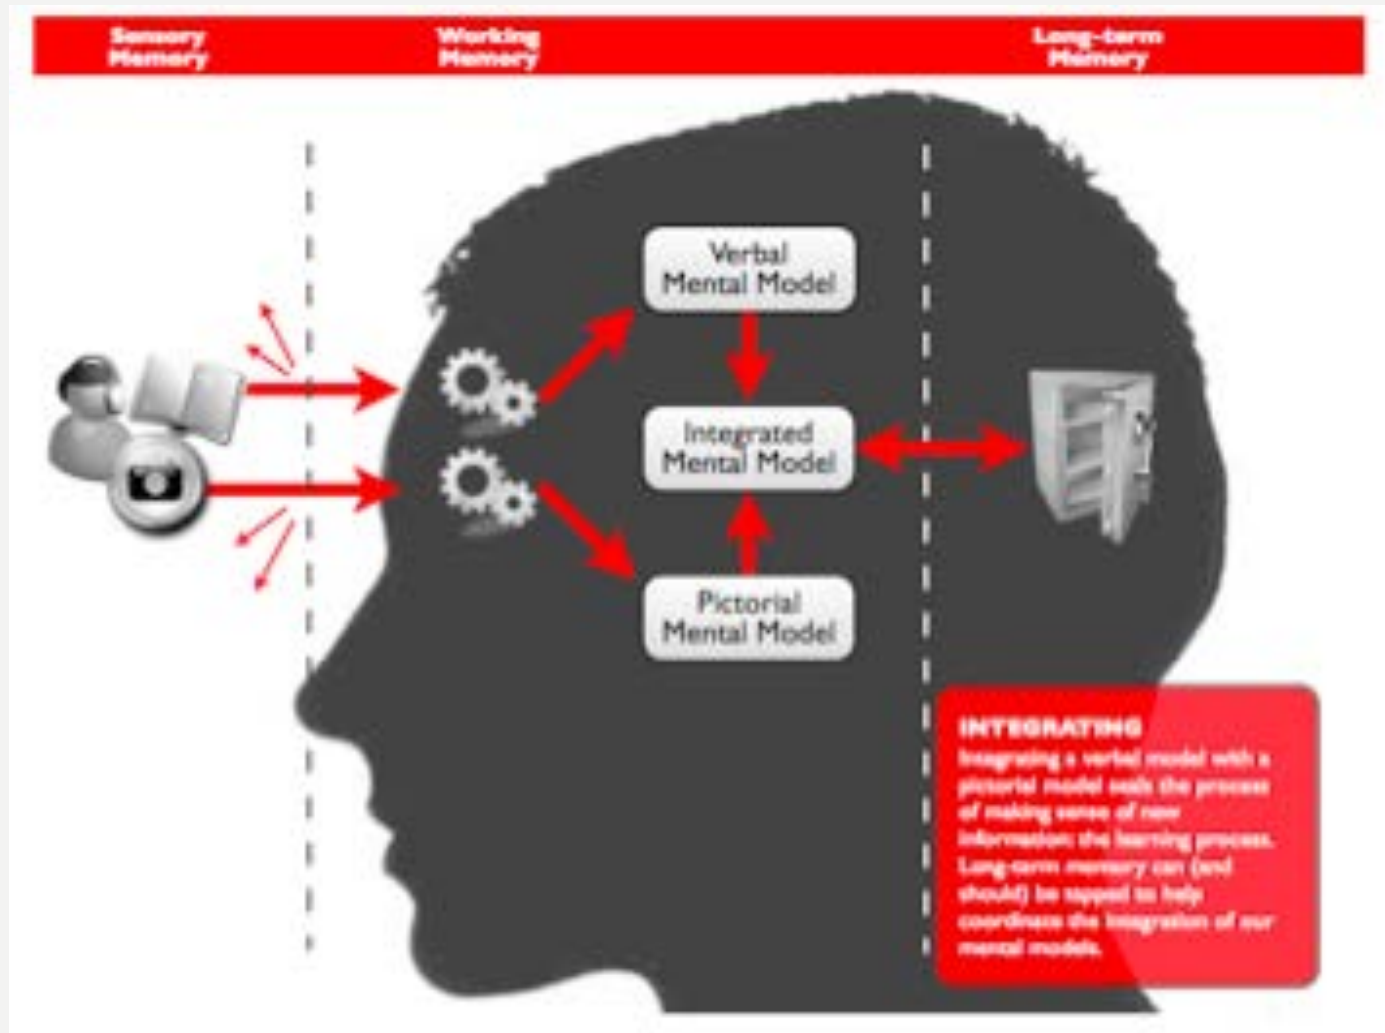 Sensory
Memory
Working
Memory
Long-term
Memory
Verbal
Mental Model
Integrated
Mental Model
Pictorial
Mental Model
INTEGRATING
Integrating a verbal model with a
pictorial model seals the process
of making sense of new
information: the learning process.
Long-term memory can (and
should) be tapped to help
coordinate the integration of our
mental models.